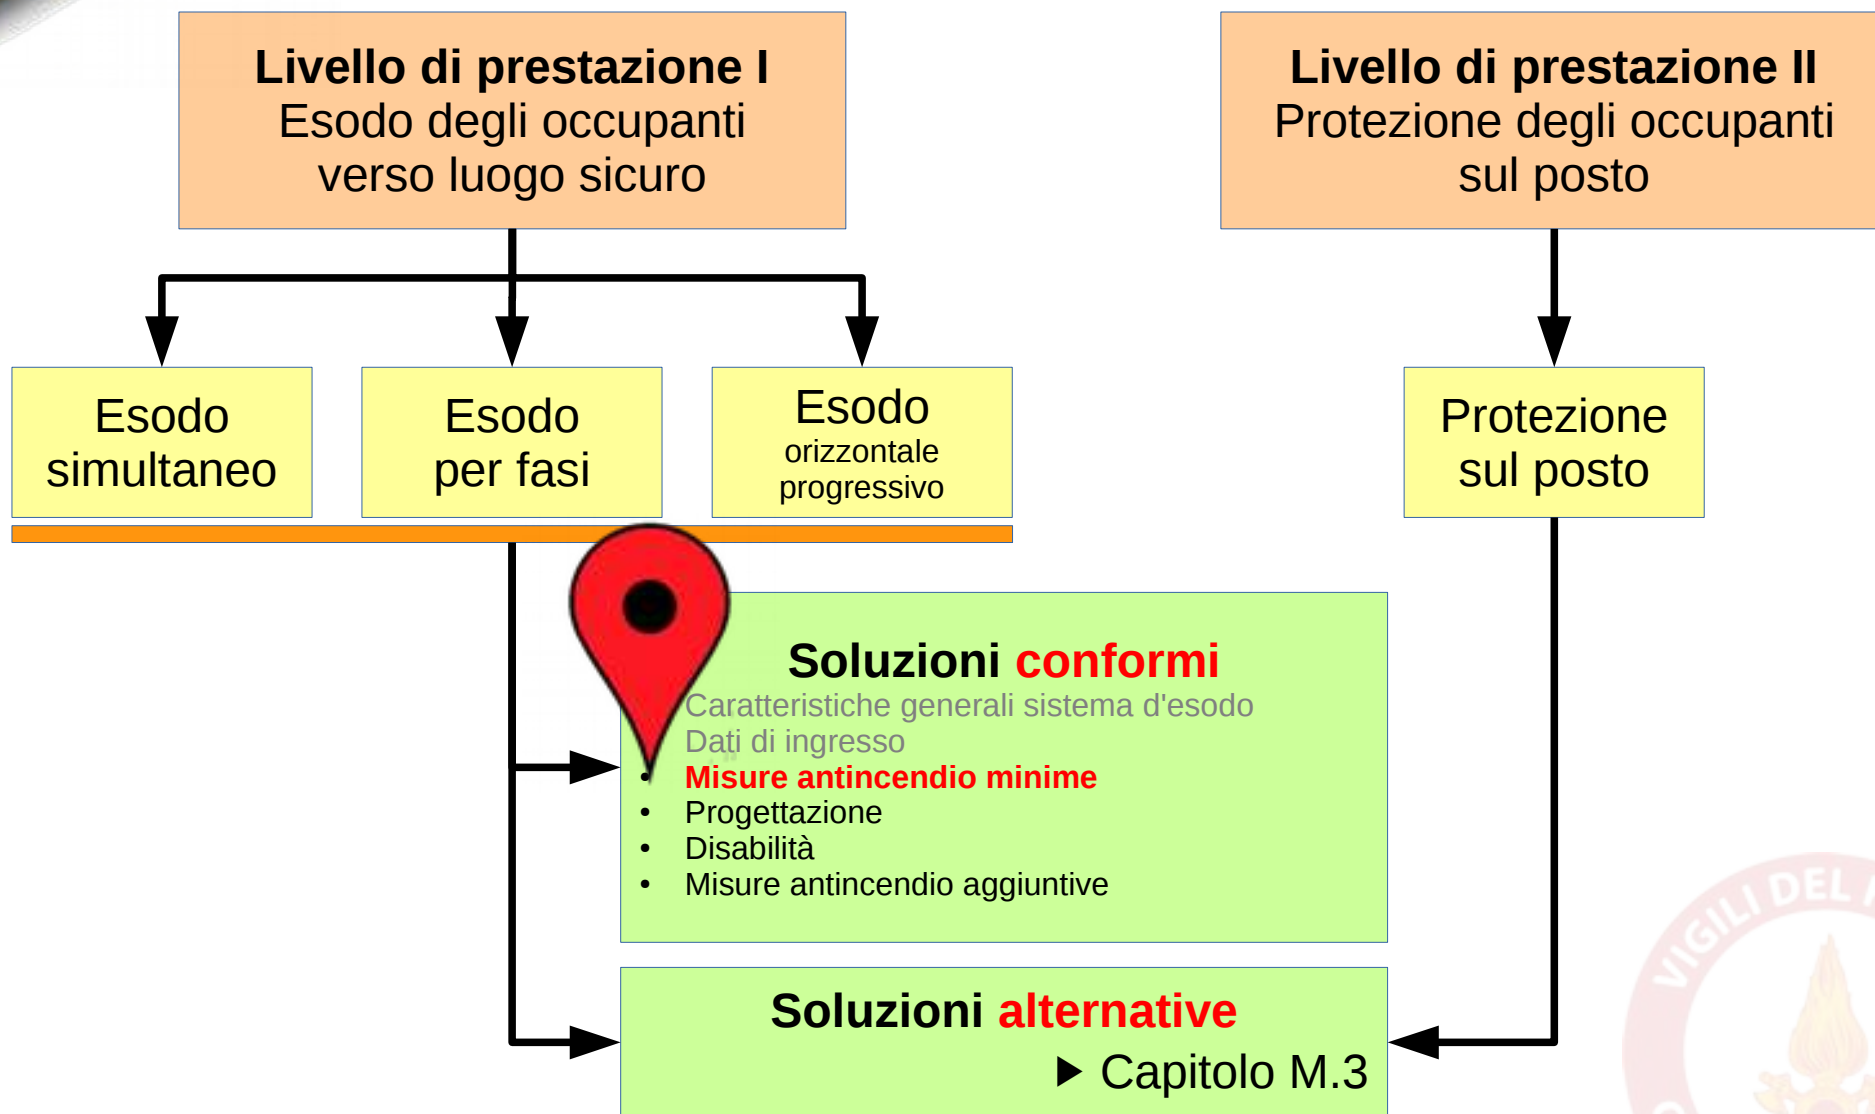 Livello di prestazione I
Esodo degli occupanti
verso luogo sicuro
Livello di prestazione II
Protezione degli occupanti
sul posto
Esodo
simultaneo
Esodo
per fasi
Esodo
orizzontale
progressivo
Protezione
sul posto
Soluzioni conformi
Caratteristiche generali sistema d'esodo
Dati di ingresso
• Misure antincendio minime
• Progettazione
• Disabilità
• Misure antincendio aggiuntive
Soluzioni alternative
▶ Capitolo M.3
VIGILI DEL